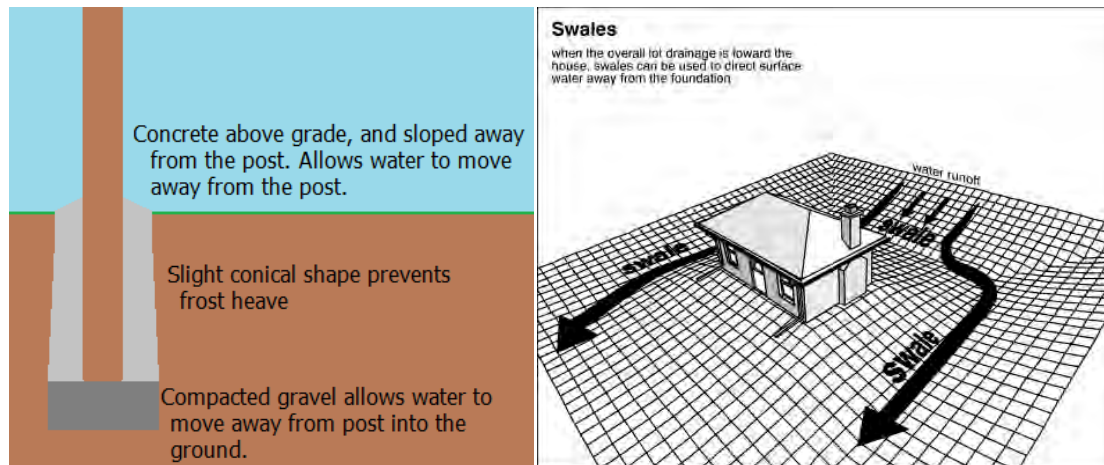 Concrete above grade, and sloped away
from the post. Allows water to move
away from the post.
Slight conical shape prevents
frost heave
Compacted gravel allows water to
move away from post into the
ground.
Swales
when the overall lot drainage is toward the
house, swales can be used to direct surface
water away from the foundation
water runoff
swale
swale
Swale